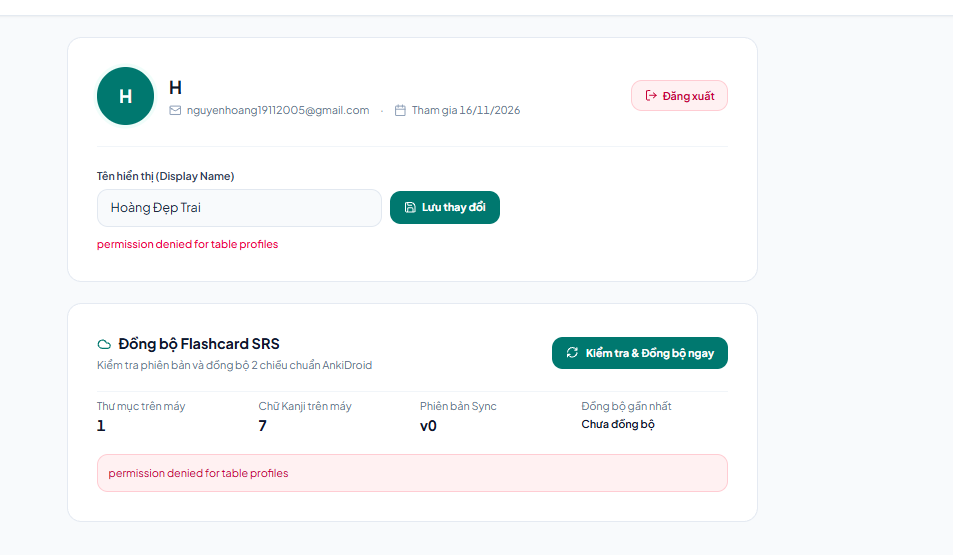 H
H
nguyenhoang19112005@gmail.com · Tham gia 16/11/2026
Đăng xuất
Tên hiển thị (Display Name)
Hoàng Đẹp Trai
Lưu thay đổi
permission denied for table profiles
Đồng bộ Flashcard SRS
Kiểm tra phiên bản và đồng bộ 2 chiều chuẩn AnkiDroid
Kiểm tra & Đồng bộ ngay
Thư mục trên máy
1
Chữ Kanji trên máy
7
Phiên bản Sync
v0
Đồng bộ gần nhất
Chưa đồng bộ
permission denied for table profiles